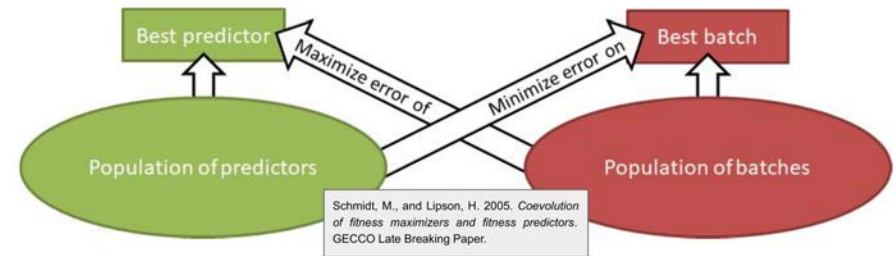 Best predictor
Best batch
Maximize error of
Minimize error on
Population of predictors
Population of batches
Schmidt, M., and Lipson, H. 2005. Coevolution
of fitness maximizers and fitness predictors.
GECCO Late Breaking Paper.